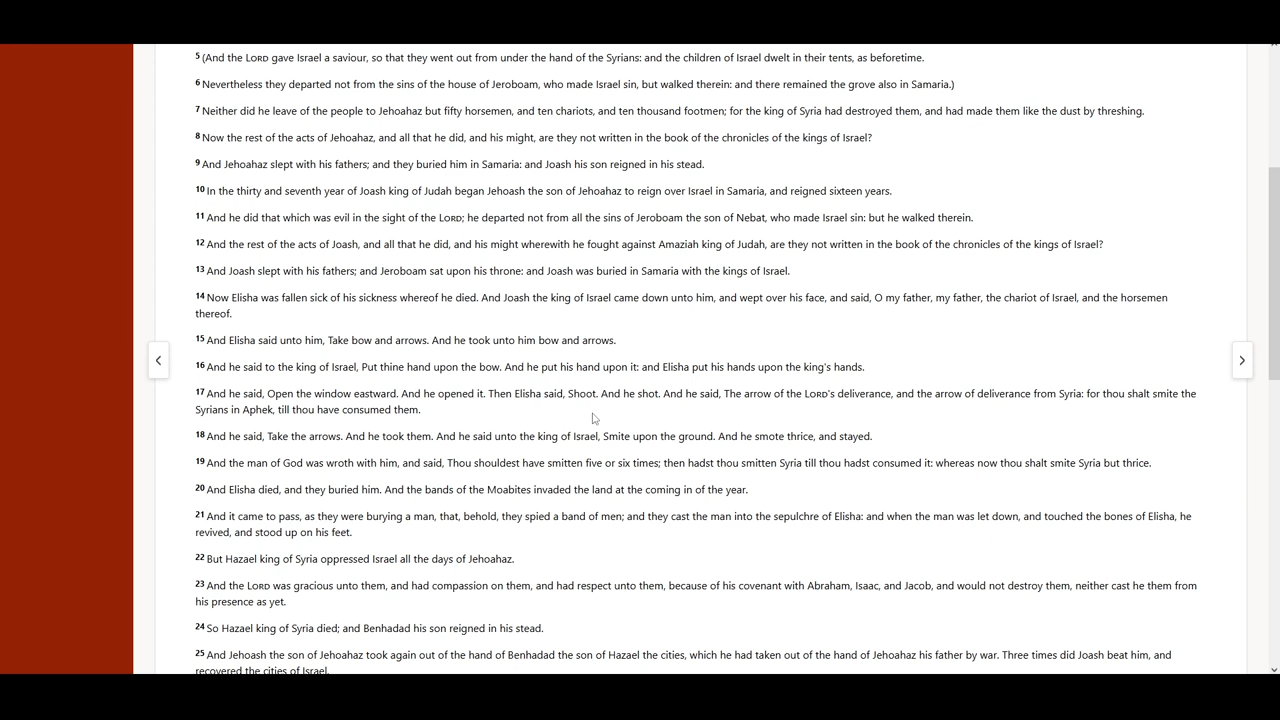 5 (And the LORD gave Israel a saviour, so that they went out from under the hand of the Syrians: and the children of Israel dwelt in their tents, as beforetime.
6 Nevertheless they departed not from the sins of the house of Jeroboam, who made Israel sin, but walked therein: and there remained the grove also in Samaria.)
7 Neither did he leave of the people to Jehoahaz but fifty horsemen, and ten chariots, and ten thousand footmen; for the king of Syria had destroyed them, and had made them like the dust by threshing.
8 Now the rest of the acts of Jehoahaz, and all that he did, and his might, are they not written in the book of the chronicles of the kings of Israel?
9 And Jehoahaz slept with his fathers; and they buried him in Samaria: and Joash his son reigned in his stead.
10 In the thirty and seventh year of Joash king of Judah began Jehoash the son of Jehoahaz to reign over Israel in Samaria, and reigned sixteen years.
11 And he did that which was evil in the sight of the LORD; he departed not from all the sins of Jeroboam the son of Nebat, who made Israel sin: but he walked therein.
12 And the rest of the acts of Joash, and all that he did, and his might wherewith he fought against Amaziah king of Judah, are they not written in the book of the chronicles of the kings of Israel?
13 And Joash slept with his fathers; and Jeroboam sat upon his throne: and Joash was buried in Samaria with the kings of Israel.
14 Now Elisha was fallen sick of his sickness whereof he died. And Joash the king of Israel came down unto him, and wept over his face, and said, O my father, my father, the chariot of Israel, and the horsemen
thereof.
15 And Elisha said unto him, Take bow and arrows. And he took unto him bow and arrows.
16 And he said to the king of Israel, Put thine hand upon the bow. And he put his hand upon it: and Elisha put his hands upon the king's hands.
17 And he said, Open the window eastward. And he opened it. Then Elisha said, Shoot. And he shot. And he said, The arrow of the LORD's deliverance, and the arrow of deliverance from Syria: for thou shalt smite the
Syrians in Aphek, till thou have consumed them.
18 And he said, Take the arrows. And he took them. And he said unto the king of Israel, Smite upon the ground. And he smote thrice, and stayed.
19 And the man of God was wroth with him, and said, Thou shouldest have smitten five or six times; then hadst thou smitten Syria till thou hadst consumed it: whereas now thou shalt smite Syria but thrice.
20 And Elisha died, and they buried him. And the bands of the Moabites invaded the land at the coming in of the year.
21 And it came to pass, as they were burying a man, that, behold, they spied a band of men; and they cast the man into the sepulchre of Elisha: and when the man was let down, and touched the bones of Elisha, he
revived, and stood up on his feet.
22 But Hazael king of Syria oppressed Israel all the days of Jehoahaz.
23 And the LORD was gracious unto them, and had compassion on them, and had respect unto them, because of his covenant with Abraham, Isaac, and Jacob, and would not destroy them, neither cast he them from
his presence as yet.
24 So Hazael king of Syria died; and Benhadad his son reigned in his stead.
25 And Jehoash the son of Jehoahaz took again out of the hand of Benhadad the son of Hazael the cities, which he had taken out of the hand of Jehoahaz his father by war. Three times did Joash beat him, and
recovered the cities of Israel.